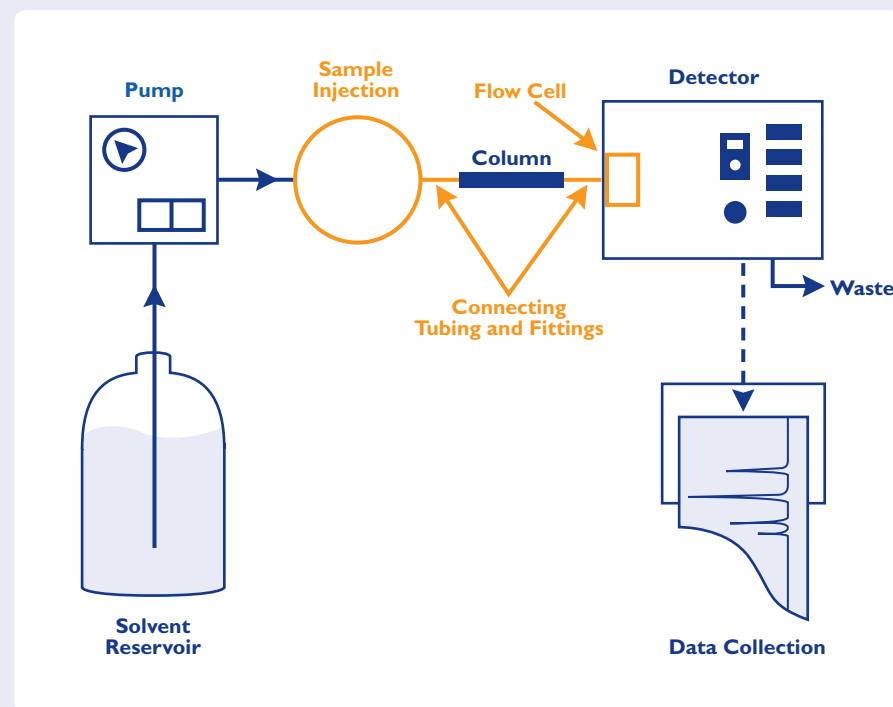 Pump
Sample
Injection
Flow Cell
Detector
Column
Connecting
Tubing and Fittings
Waste
Solvent
Reservoir
Data Collection